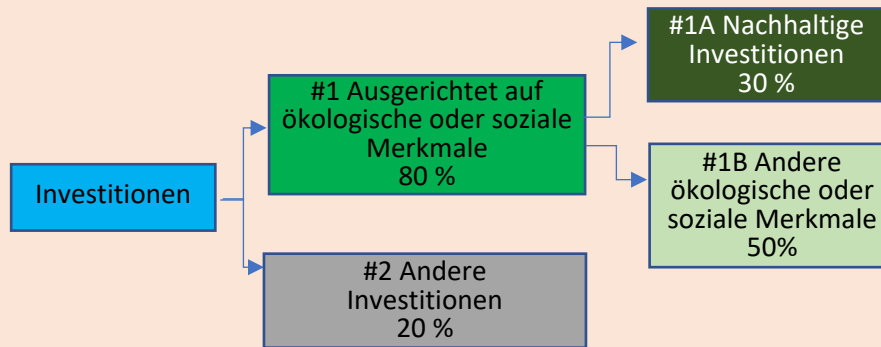 Investitionen
#1 Ausgerichtet auf
ökologische oder soziale
Merkmale
80 %
#2 Andere
Investitionen
20 %
#1A Nachhaltige
Investitionen
30 %
#1B Andere
ökologische oder
soziale Merkmale
50%